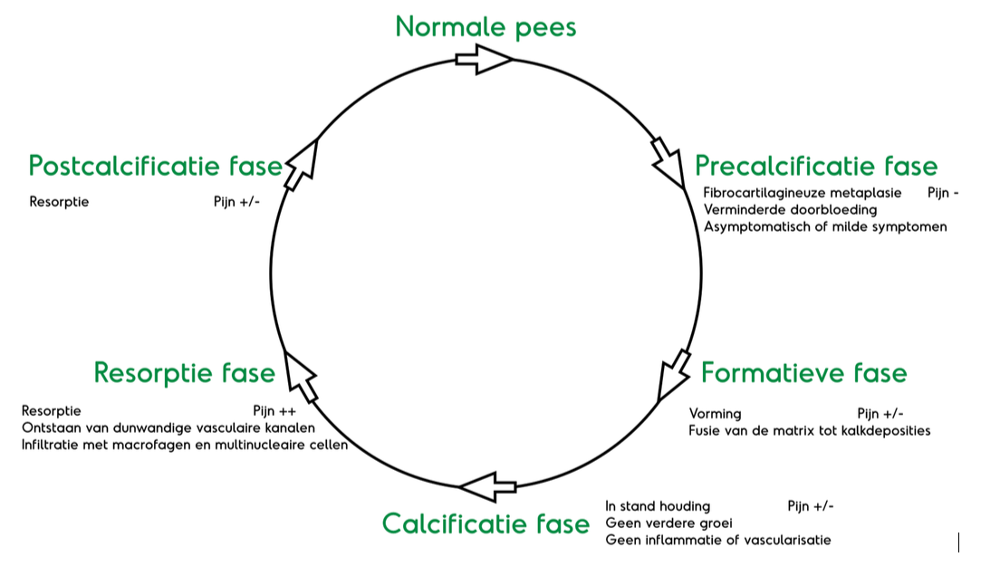 Normale pees
Precalcificatie fase
Fibrocartilagineuze metaplasie Pijn -
Verminderde doorbloeding
Asymptomatisch of milde symptomen
Formatieve fase
Vorming Pijn +/-
Fusie van de matrix tot kalkdeposities
Calcificatie fase
In stand houding Pijn +/-
Geen verdere groei
Geen inflammatie of vascularisatie
Resorptie fase
Resorptie Pijn ++
Ontstaan van dunwandige vasculaire kanalen
Infiltratie met macrofagen en multinucleaire cellen
Postcalcificatie fase
Resorptie Pijn +/-